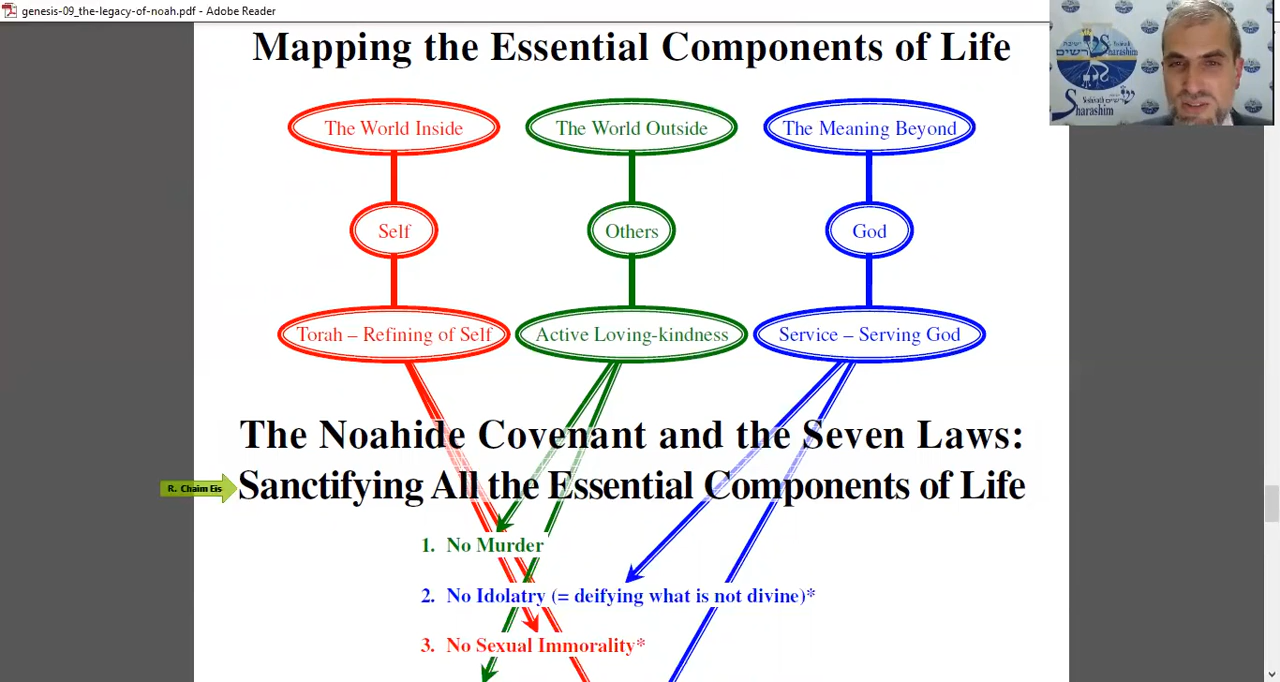 genesis-09_the-legacy-of-noah.pdf - Adobe Reader
Mapping the Essential Components of Life
The World Inside
The World Outside
The Meaning Beyond
Self
Others
God
Torah – Refining of Self
Active Loving-kindness
Service – Serving God
The Noahide Covenant and the Seven Laws:
R. Chaim Eis
Sanctifying All the Essential Components of Life
1. No Murder
2. No Idolatry (= deifying what is not divine)*
3. No Sexual Immorality*
Sharashim
Yeshivath
Sharashim